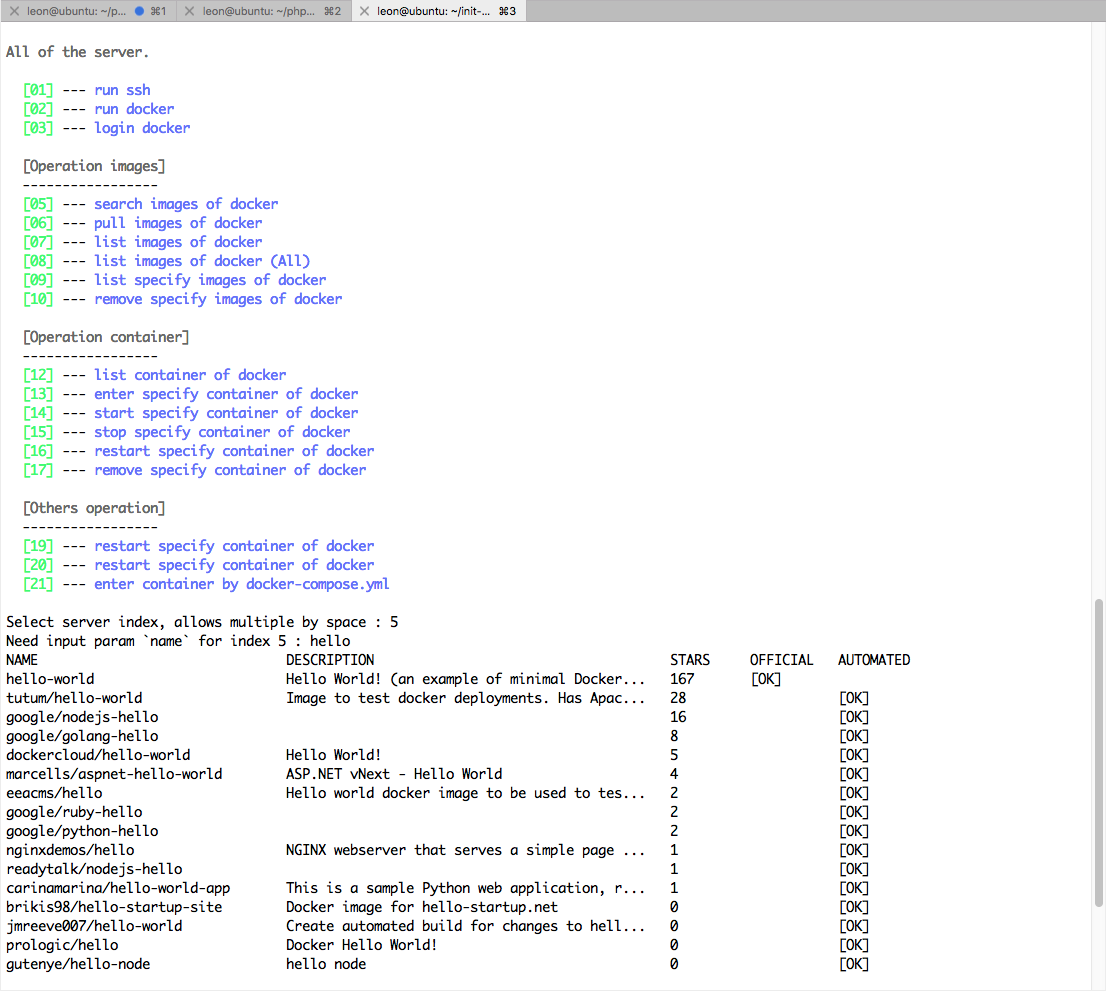 leon@ubuntu: ~/p... ⌘1 leon@ubuntu: ~/php... ⌘2 leon@ubuntu: ~/init-... ⌘3
All of the server.
[01] --- run ssh
[02] --- run docker
[03] --- login docker
[Operation images]
-----------------
[05] --- search images of docker
[06] --- pull images of docker
[07] --- list images of docker
[08] --- list images of docker (All)
[09] --- list specify images of docker
[10] --- remove specify images of docker
[Operation container]
-----------------
[12] --- list container of docker
[13] --- enter specify container of docker
[14] --- start specify container of docker
[15] --- stop specify container of docker
[16] --- restart specify container of docker
[17] --- remove specify container of docker
[Others operation]
-----------------
[19] --- restart specify container of docker
[20] --- restart specify container of docker
[21] --- enter container by docker-compose.yml
Select server index, allows multiple by space : 5
Need input param `name` for index 5 : hello
NAME DESCRIPTION STARS OFFICIAL AUTOMATED
hello-world Hello World! (an example of minimal Docker... 167 [OK]
tutum/hello-world Image to test docker deployments. Has Apac... 28 [OK]
google/nodejs-hello 16 [OK]
google/golang-hello 8 [OK]
dockercloud/hello-world Hello World! 5 [OK]
marcells/aspnet-hello-world ASP.NET vNext - Hello World 4 [OK]
eeacms/hello Hello world docker image to be used to tes... 2 [OK]
google/ruby-hello 2 [OK]
google/python-hello 2 [OK]
nginxdemos/hello NGINX webserver that serves a simple page ... 1 [OK]
readytalk/nodejs-hello 1 [OK]
carinamarina/hello-world-app This is a sample Python web application, r... 1 [OK]
brikis98/hello-startup-site Docker image for hello-startup.net 0 [OK]
jmreeve007/hello-world Create automated build for changes to hell... 0 [OK]
prologic/hello Docker Hello World! 0 [OK]
gutenye/hello-node hello node 0 [OK]